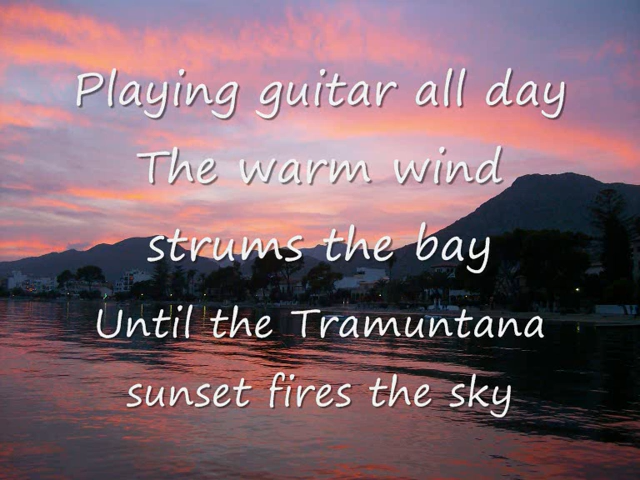 Playing guitar all day
The warm wind
strums the bay
Until the Tramuntana
sunset fires the sky